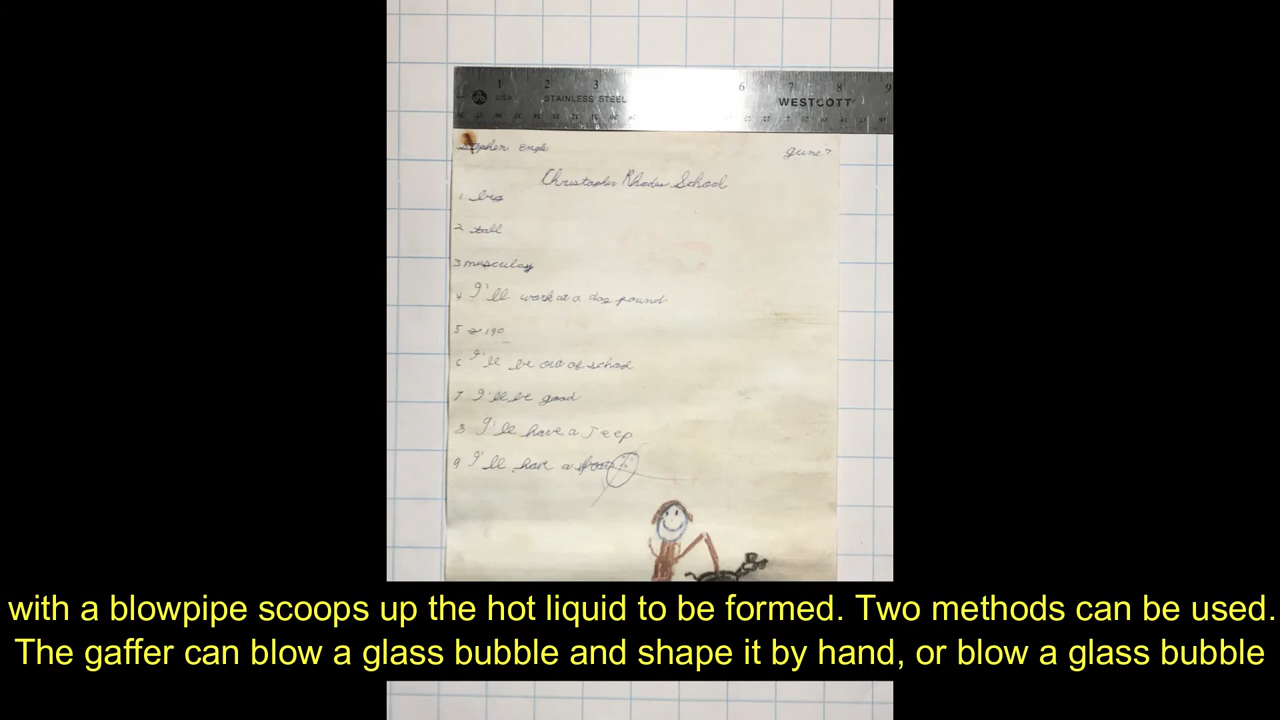 1 2 3 6 7 8 9
USA STAINLESS STEEL WESTCOTT
Stephen Engle June 7
Christopher Rhodes School
1 big
2 tall
3 muscular
4 I'll work at a dog pound
5 190
6 I'll be out of school
7 I'll be good
8 I'll have a Jeep
9 I'll have a
with a blowpipe scoops up the hot liquid to be formed. Two methods can be used.
The gaffer can blow a glass bubble and shape it by hand, or blow a glass bubble